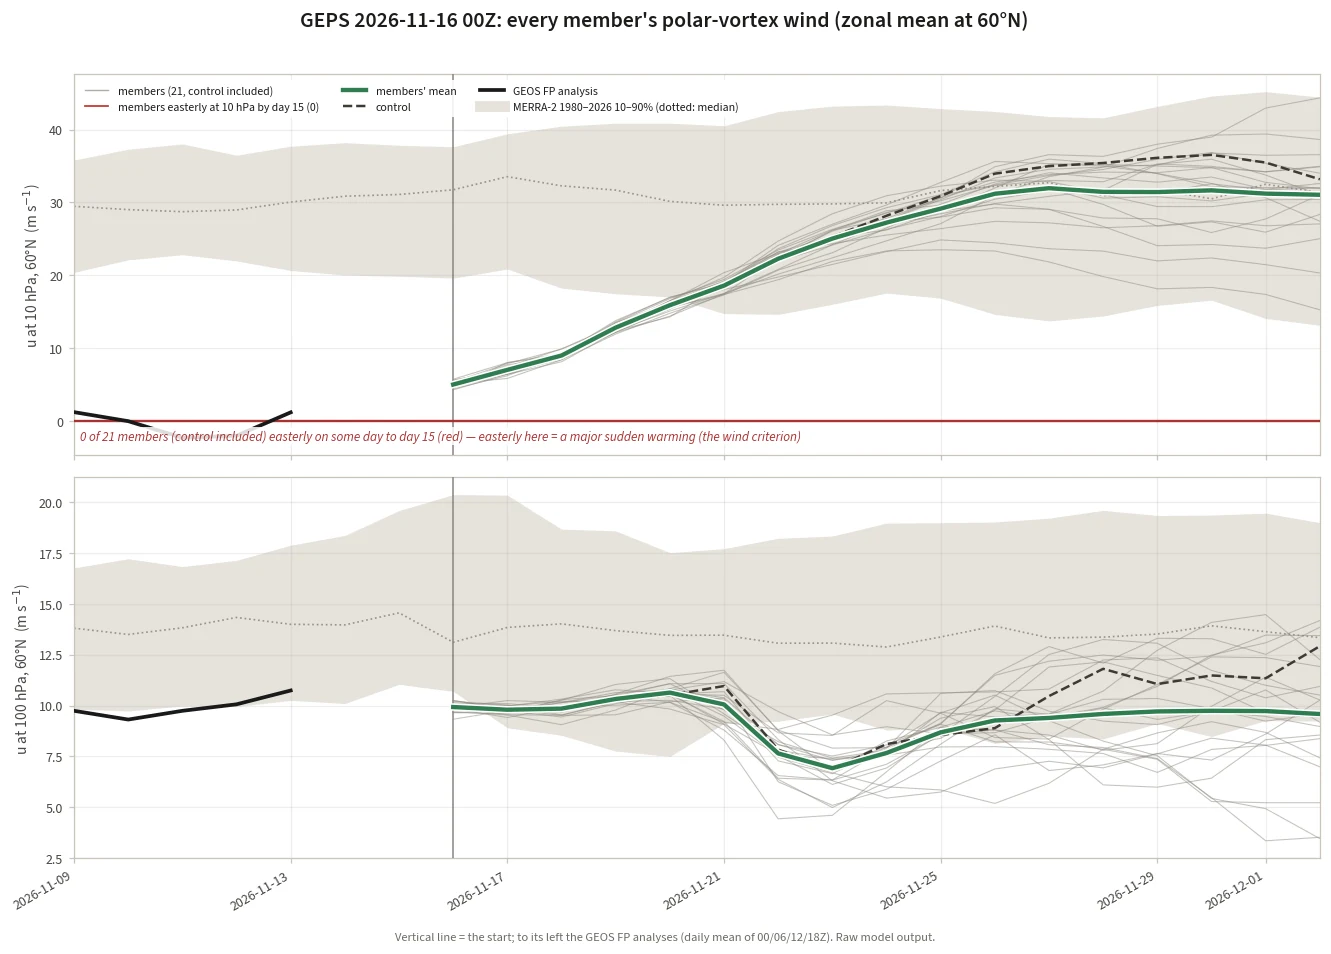 GEPS 2026-11-16 00Z: every member's polar-vortex wind (zonal mean at 60°N)
members (21, control included)
members easterly at 10 hPa by day 15 (0)
members' mean
control
GEOS FP analysis
MERRA-2 1980–2026 10–90% (dotted: median)
u at 10 hPa, 60°N (m s⁻¹)
40
30
20
10
0
0 of 21 members (control included) easterly on some day to day 15 (red) — easterly here = a major sudden warming (the wind criterion)
u at 100 hPa, 60°N (m s⁻¹)
20.0
17.5
15.0
12.5
10.0
7.5
5.0
2.5
2026-11-09
2026-11-13
2026-11-17
2026-11-21
2026-11-25
2026-11-29
2026-12-01
Vertical line = the start; to its left the GEOS FP analyses (daily mean of 00/06/12/18Z). Raw model output.